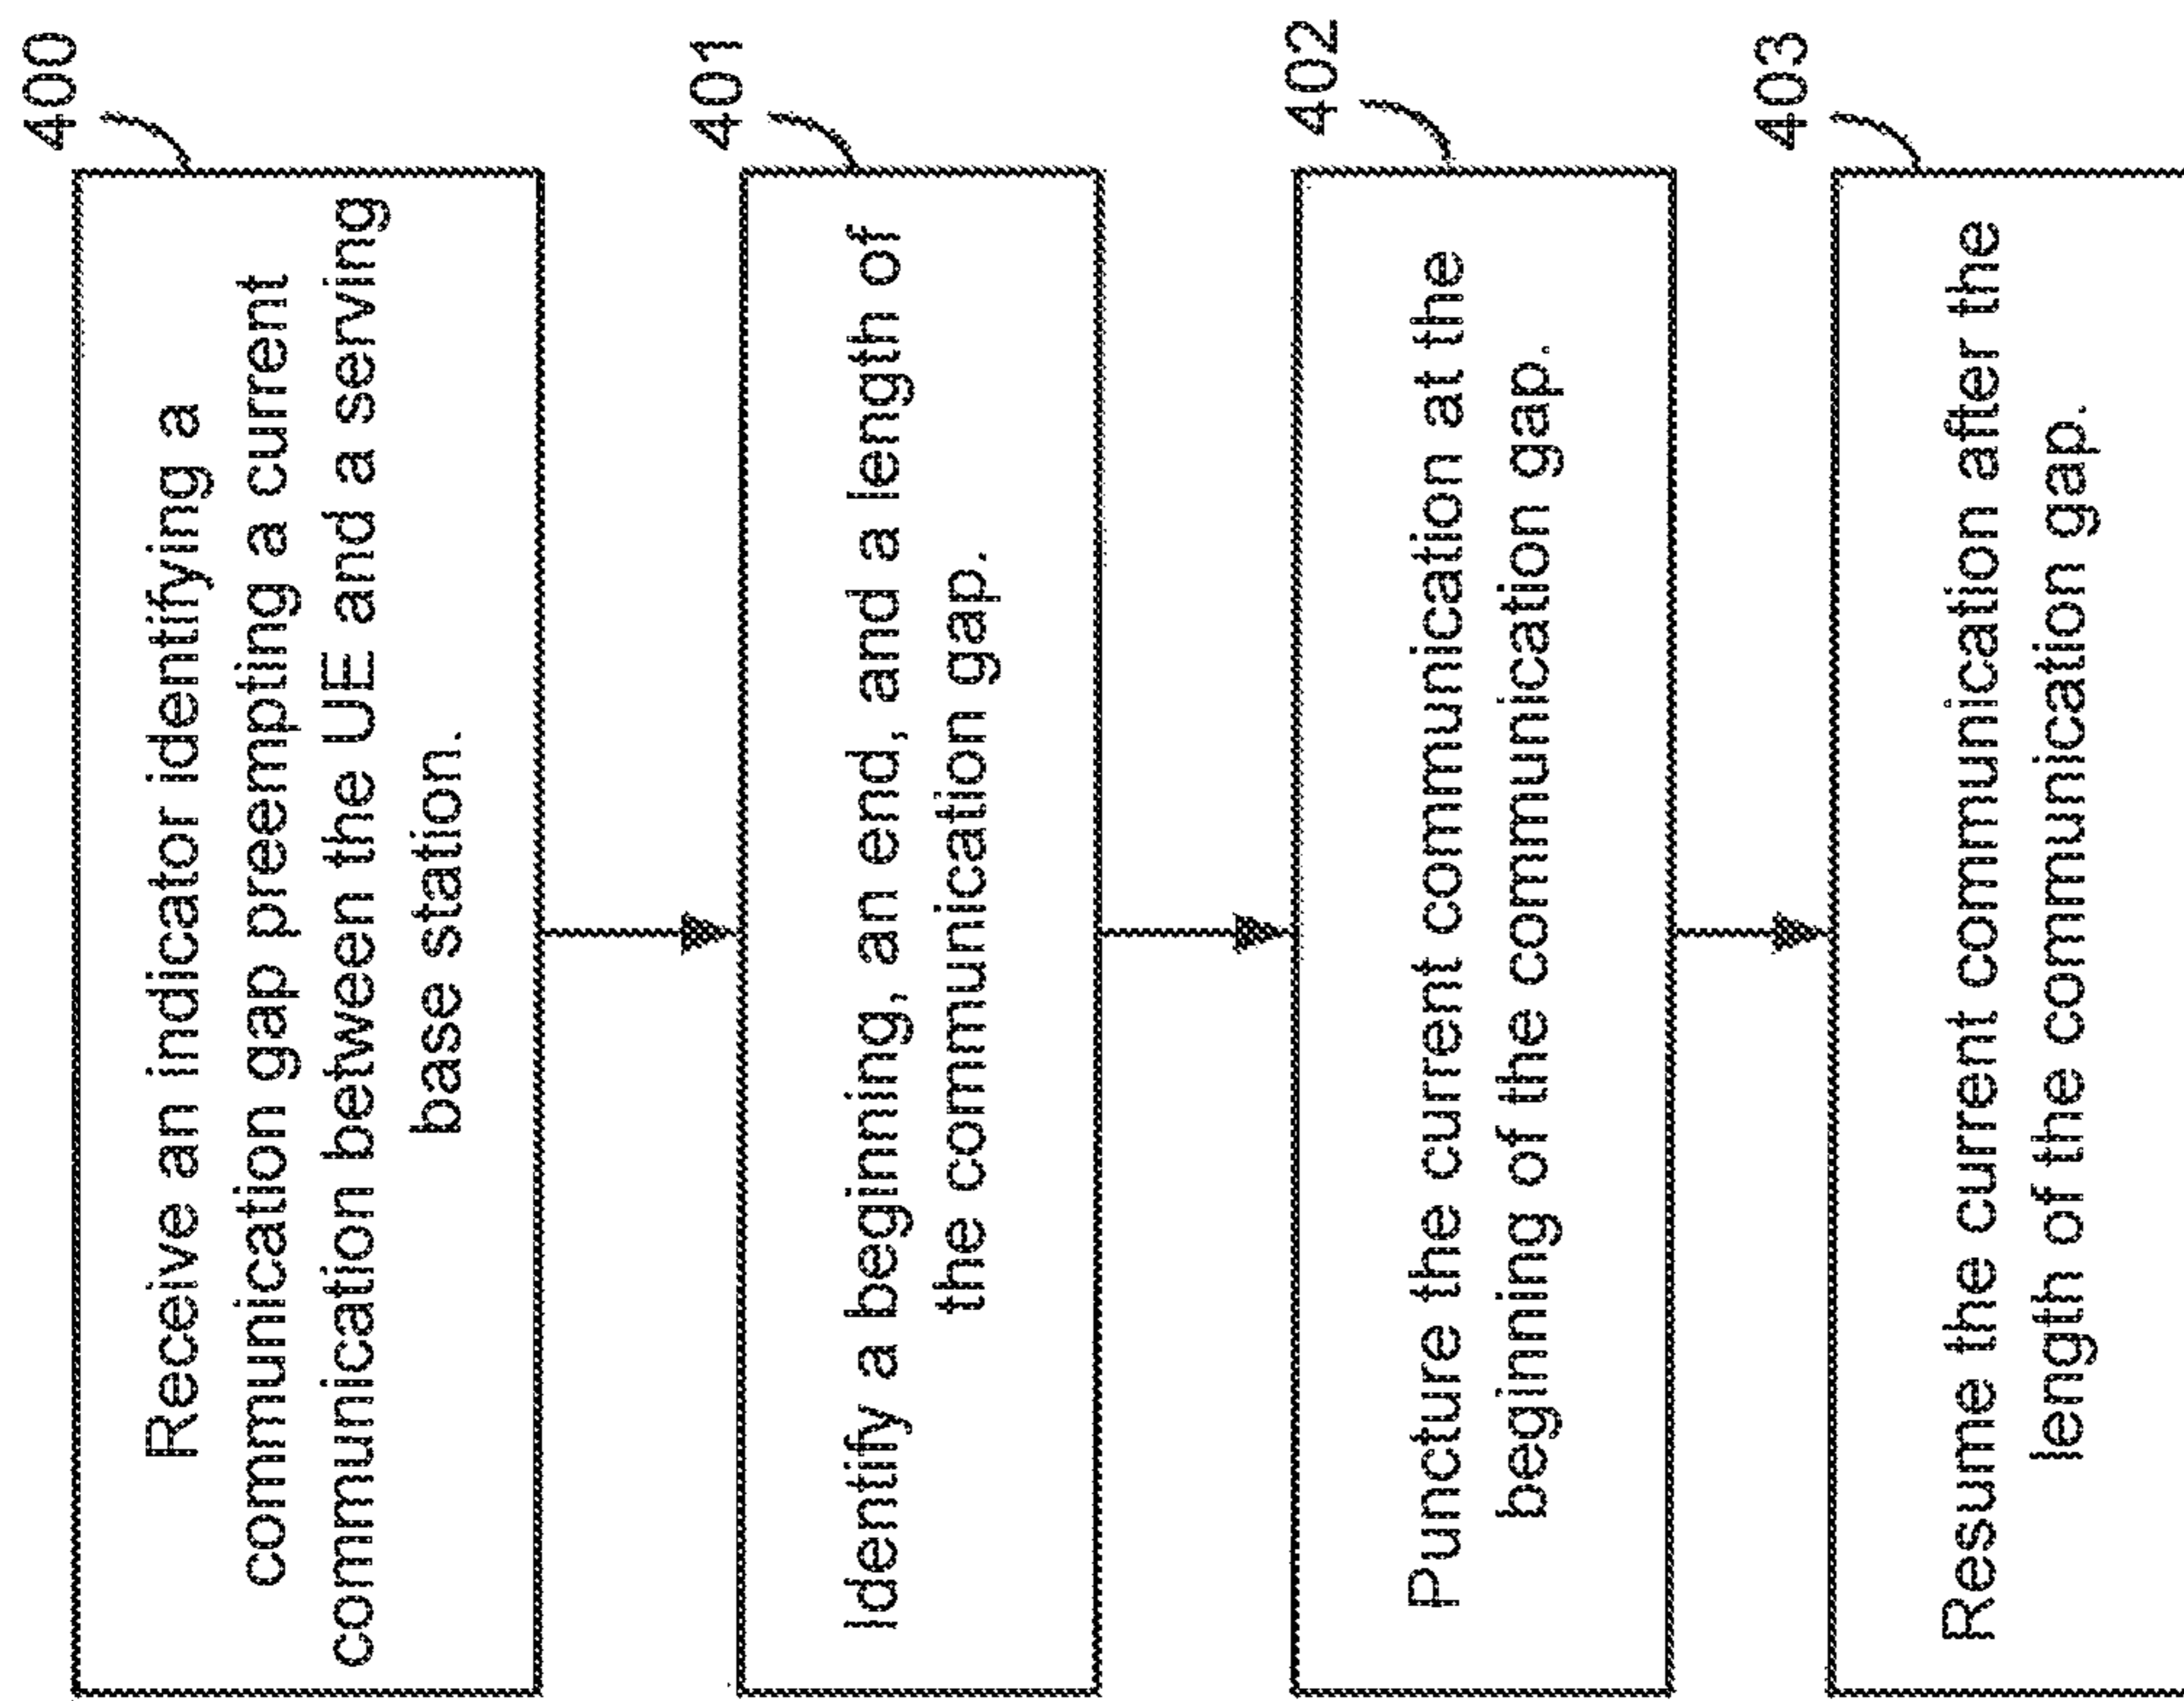 400
Receive an indicator identifying a
communication gap preempting a current
communication between the UE and a serving
base station.
401
Identify a beginning, an end, and a length of
the communication gap.
402
Puncture the current communication at the
beginning of the communication gap.
403
Resume the current communication after the
length of the communication gap.